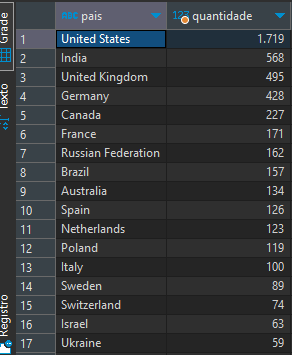 Grade
Texto
Registro
ABC pais 123 quantidade
1 United States 1.719
2 India 568
3 United Kingdom 495
4 Germany 428
5 Canada 227
6 France 171
7 Russian Federation 162
8 Brazil 157
9 Australia 134
10 Spain 126
11 Netherlands 123
12 Poland 119
13 Italy 100
14 Sweden 89
15 Switzerland 74
16 Israel 63
17 Ukraine 59